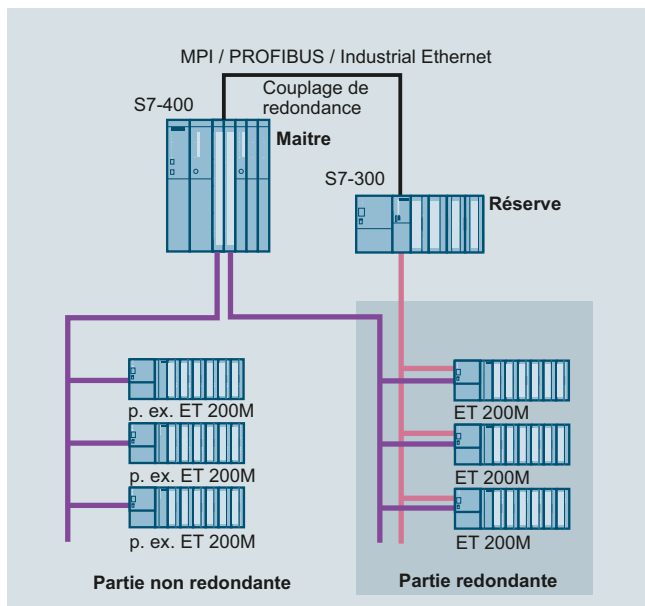 MPI / PROFIBUS / Industrial Ethernet
Couplage de
redondance
S7-400
Maitre
S7-300
Réserve
p. ex. ET 200M
ET 200M
p. ex. ET 200M
ET 200M
p. ex. ET 200M
ET 200M
Partie non redondante
Partie redondante